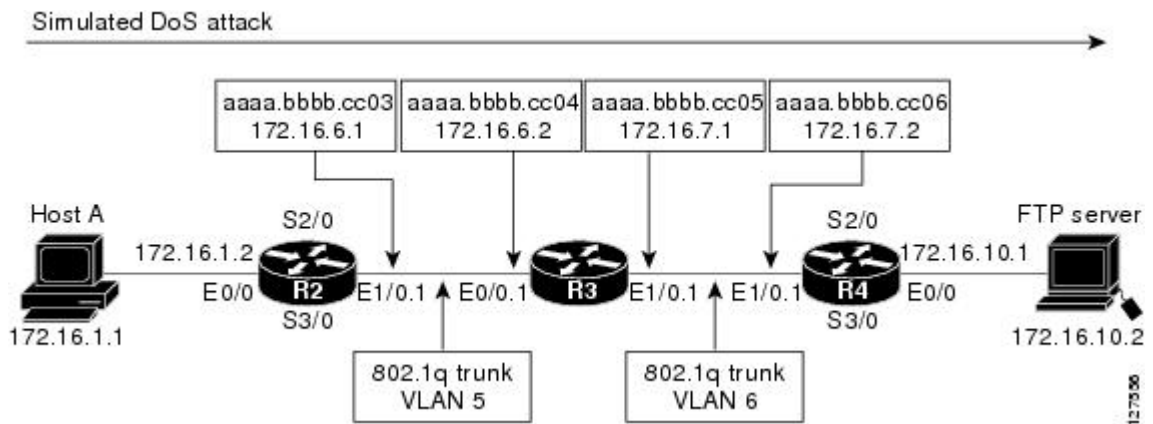 Simulated DoS attack
aaaa.bbbb.cc03
172.16.6.1
aaaa.bbbb.cc04
172.16.6.2
aaaa.bbbb.cc05
172.16.7.1
aaaa.bbbb.cc06
172.16.7.2
Host A
172.16.1.1
172.16.1.2
E0/0
S2/0
R2
S3/0
E1/0.1
E0/0.1
R3
E1/0.1
E1/0.1
S2/0
R4
S3/0
172.16.10.1
E0/0
FTP server
172.16.10.2
802.1q trunk
VLAN 5
802.1q trunk
VLAN 6
127556